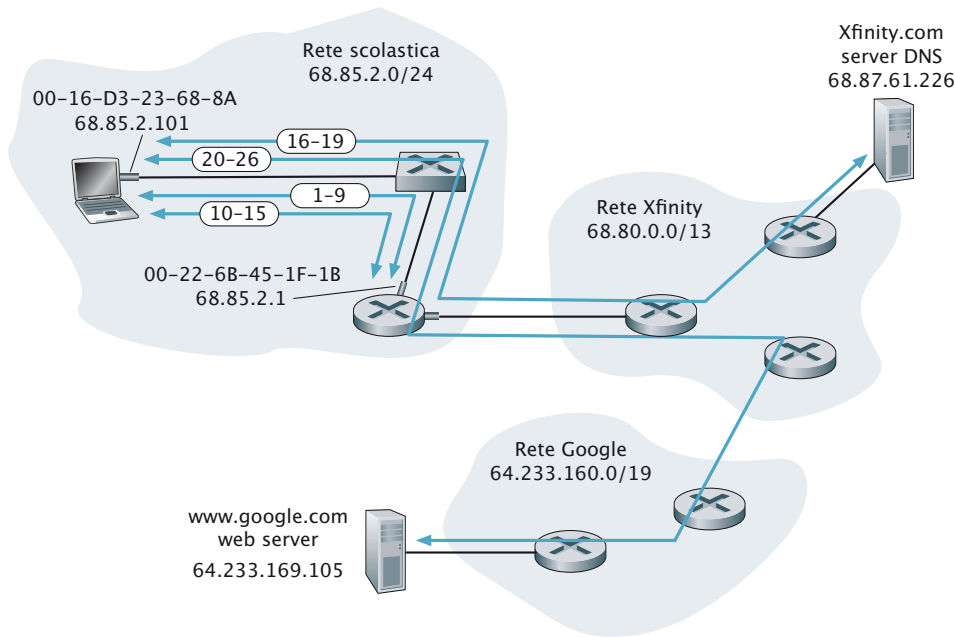 Rete scolastica
68.85.2.0/24
Xfinity.com
server DNS
68.87.61.226
00–16–D3–23–68–8A
68.85.2.101
16–19
20–26
1–9
10–15
Rete Xfinity
68.80.0.0/13
00–22–6B–45–1F–1B
68.85.2.1
Rete Google
64.233.160.0/19
www.google.com
web server
64.233.169.105